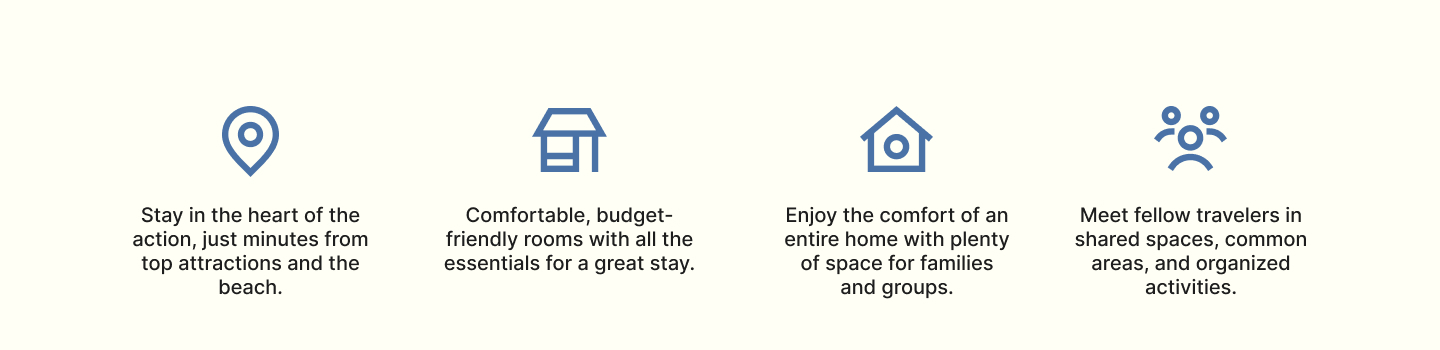 Stay in the heart of the
action, just minutes from
top attractions and the
beach.
Comfortable, budget-
friendly rooms with all the
essentials for a great stay.
Enjoy the comfort of an
entire home with plenty
of space for families
and groups.
Meet fellow travelers in
shared spaces, common
areas, and organized
activities.